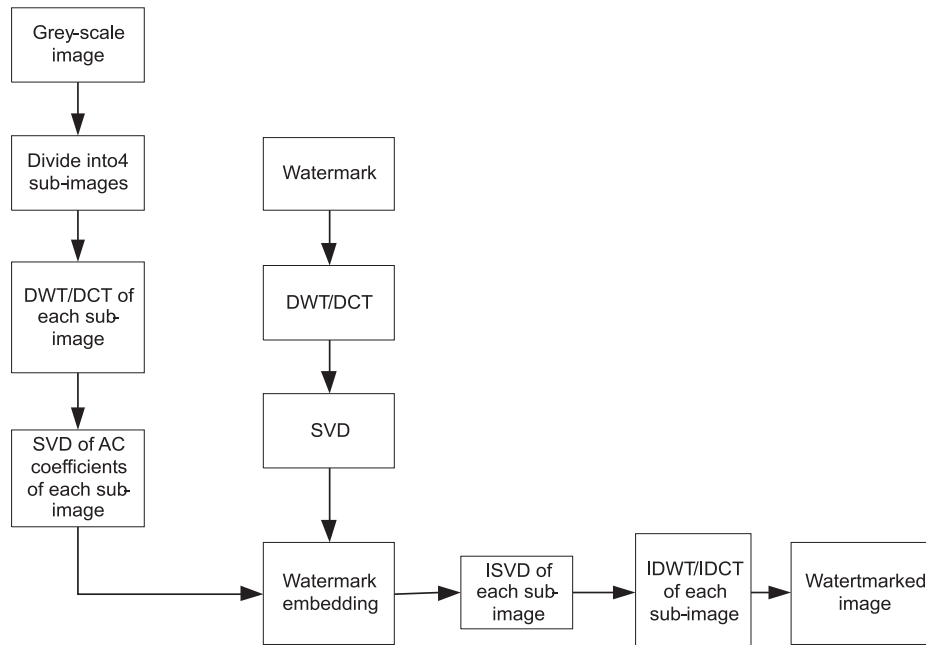 Grey-scale
image
Divide into4
sub-images
DWT/DCT of
each sub-
image
SVD of AC
coefficients
of each sub-
image
Watermark
DWT/DCT
SVD
Watermark
embedding
ISVD of
each sub-
image
IDWT/IDCT
of each
sub-image
Watertmarked
image